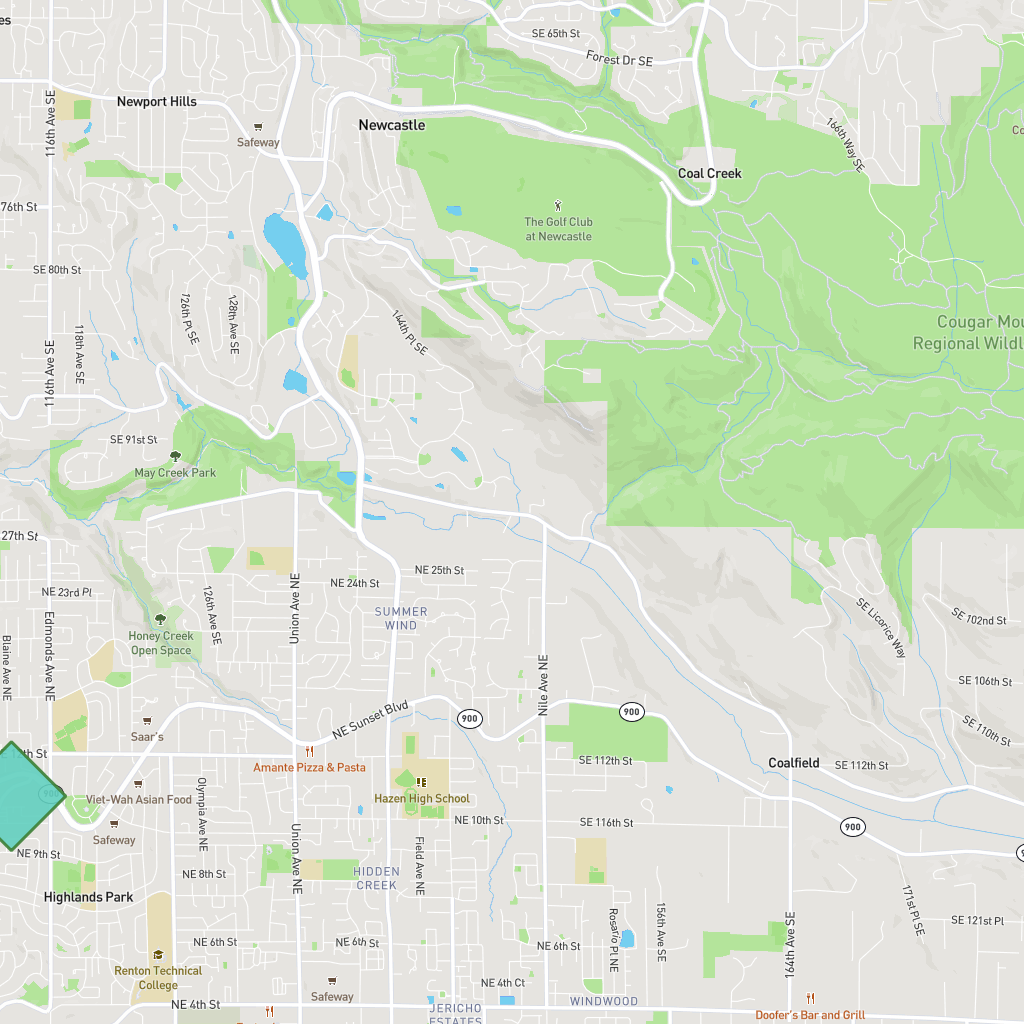 es
SE 65th St
Forest Dr SE
Newport Hills
116th Ave SE
Newcastle
Safeway
166th Way SE
Co
Coal Creek
76th St
The Golf Club
at Newcastle
SE 80th St
126th Pl SE
128th Ave SE
144th Pl SE
Cougar Mou
Regional Wildl
118th Ave SE
116th Ave SE
SE 91st St
May Creek Park
27th St
NE 25th St
NE 24th St
NE 23rd Pl
126th Ave SE
Union Ave NE
SUMMER
WIND
Honey Creek
Open Space
Edmonds Ave NE
Blaine Ave NE
SE Licorice Way
SE 102nd St
SE 106th St
SE 110th St
Nile Ave NE
NE Sunset Blvd
900
900
Saar's
Amante Pizza & Pasta
SE 112th St
Coalfield
SE 112th St
Hazen High School
Viet-Wah Asian Food
Olympia Ave NE
Safeway
NE 10th St
SE 116th St
900
NE 9th St
Union Ave NE
Field Ave NE
NE 8th St
HIDDEN
CREEK
Highlands Park
171st Pl SE
SE 121st Pl
Rosario Pl NE
156th Ave SE
164th Ave SE
NE 6th St
NE 6th St
NE 6th St
Renton Technical
College
NE 4th Ct
Safeway
NE 4th St
JERICHO
ESTATES
WINDWOOD
Doofer's Bar and Grill